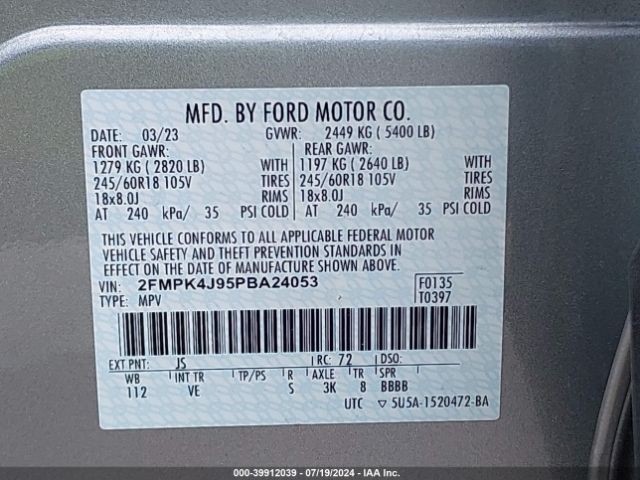 MFD. BY FORD MOTOR CO.
DATE: 03/23 GVWR: 2449 KG ( 5400 LB)
FRONT GAWR: REAR GAWR:
1279 KG ( 2820 LB) WITH 1197 KG ( 2640 LB) WITH
245/60R18 105V TIRES 245/60R18 105V TIRES
18x8.0J RIMS 18x8.0J RIMS
AT 240 kPa/ 35 PSI COLD AT 240 kPa/ 35 PSI COLD
THIS VEHICLE CONFORMS TO ALL APPLICABLE FEDERAL MOTOR
VEHICLE SAFETY AND THEFT PREVENTION STANDARDS IN
EFFECT ON THE DATE OF MANUFACTURE SHOWN ABOVE.
VIN: 2FMPK4J95PBA24053 F0135
TYPE: MPV T0397
EXT PNT: JS RC: 72 DSO:
WB INT TR TP/PS R AXLE TR SPR
112 VE S 3K 8 BBBB
UTC ▽ 5U5A-1520472-BA
000-39912039 / 07/19/2024 - IAA Inc.